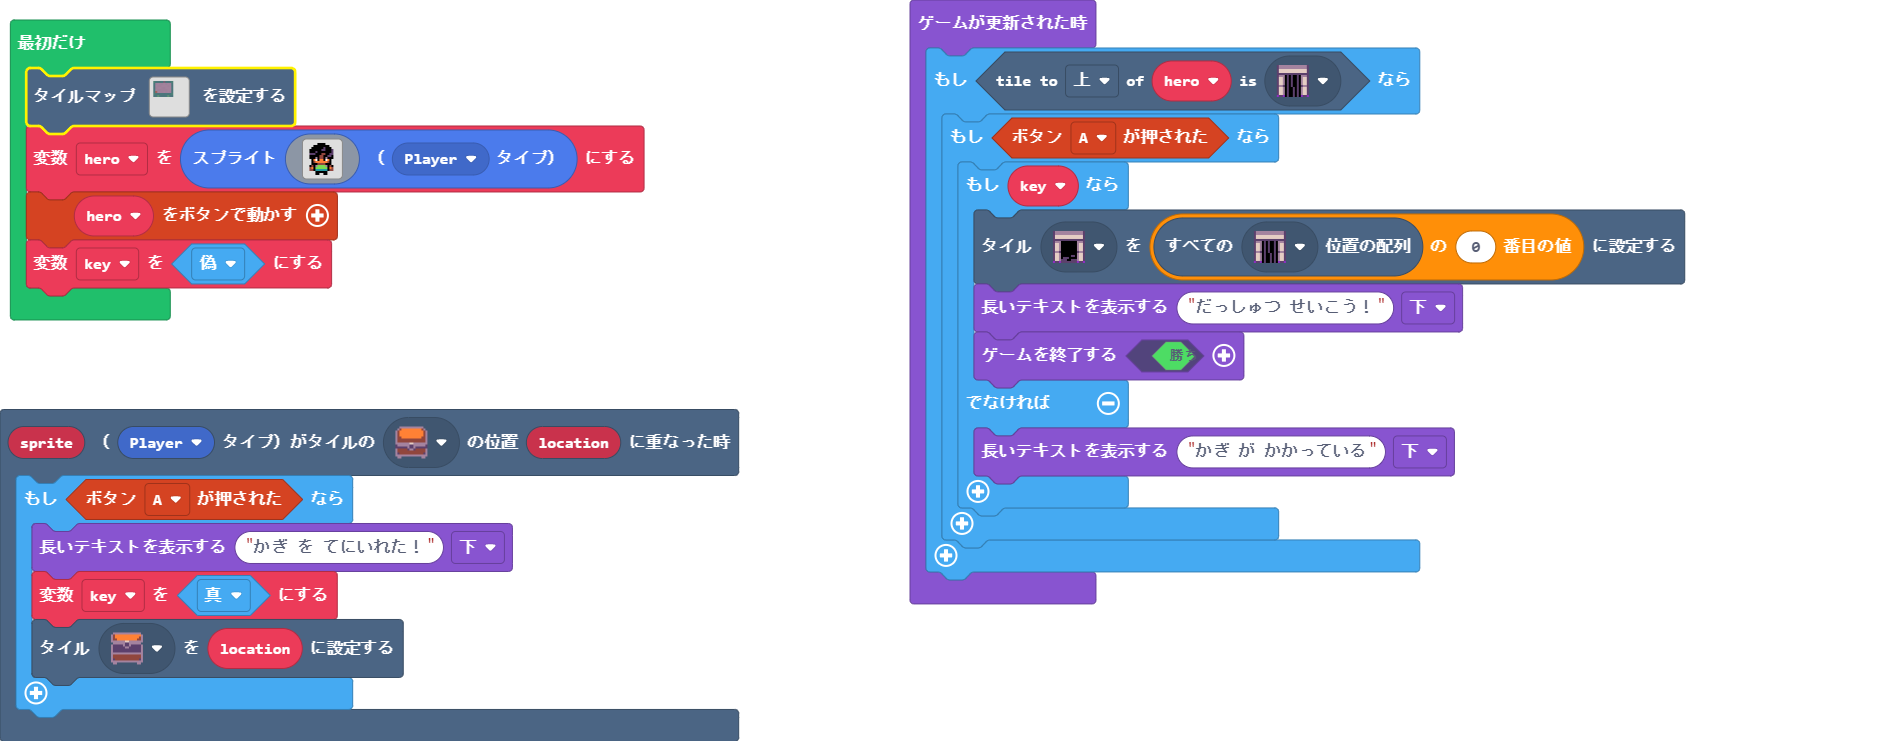 最初だけ
タイルマップ を設定する
変数 hero を スプライト ( Player タイプ) にする
hero をボタンで動かす
変数 key を 偽 にする
sprite ( Player タイプ) がタイルの の位置 location に重なった時
もし ボタン A が押された なら
長いテキストを表示する "かぎ を てにいれた!" 下
変数 key を 真 にする
タイル を location に設定する
ゲームが更新された時
もし tile to 上 of hero is なら
もし ボタン A が押された なら
もし key なら
タイル を すべての 位置の配列 の 0 番目の値 に設定する
長いテキストを表示する "だっしゅつ せいこう!" 下
ゲームを終了する 勝
でなければ
長いテキストを表示する "かぎ が かかっている" 下